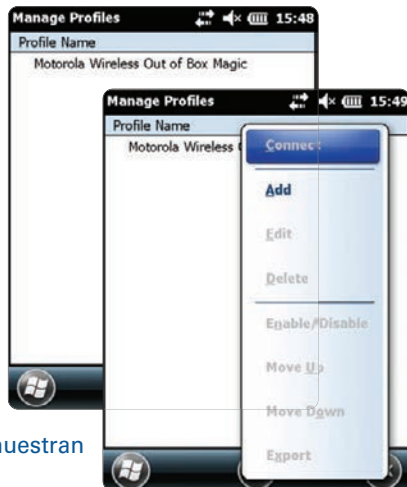 Manage Profiles 15:48
Profile Name
Motorola Wireless Out of Box Magic
Manage Profiles 15:49
Profile Name
Motorola Wireless
Connect
Add
Edit
Delete
Enable/Disable
Move Up
Move Down
Export